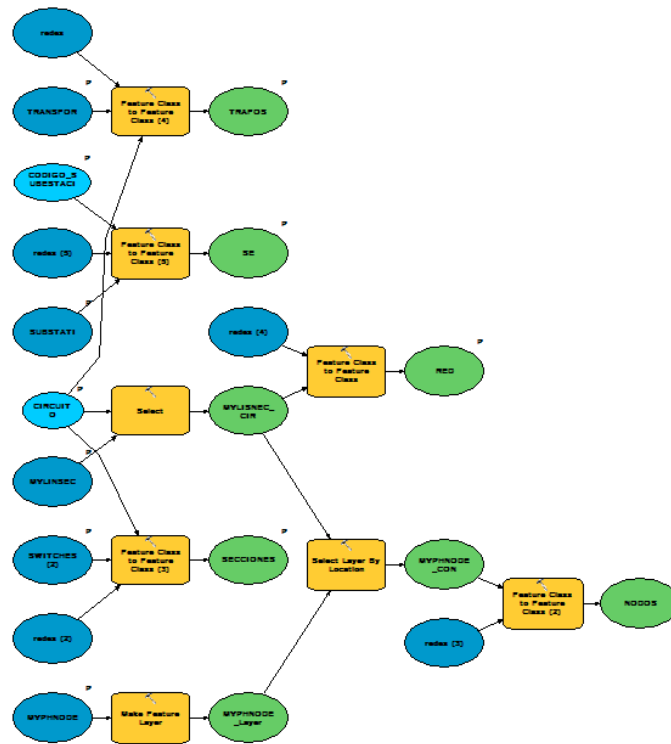 redes
P
P
TRANSFOR
Feature Class
to Feature
Class (4)
TRAFOS
P
CODIGO_S
UBESTACI
P
redes (5)
Feature Class
to Feature
Class (5)
SE
P
SUBSTATI
redes (4)
P
Feature Class
to Feature
Class
RED
P
CIRCUIT
O
Select
MYLISNEC_
CIR
P
MYLINSEC
P
P
SWITCHES
(2)
Feature Class
to Feature
Class (3)
SECCIONES
Select Layer By
Location
MYPHNODE
_CON
Feature Class
to Feature
Class (2)
NODOS
redes (2)
redes (3)
P
MYPHNODE
Make Feature
Layer
MYPHNODE
_Layer